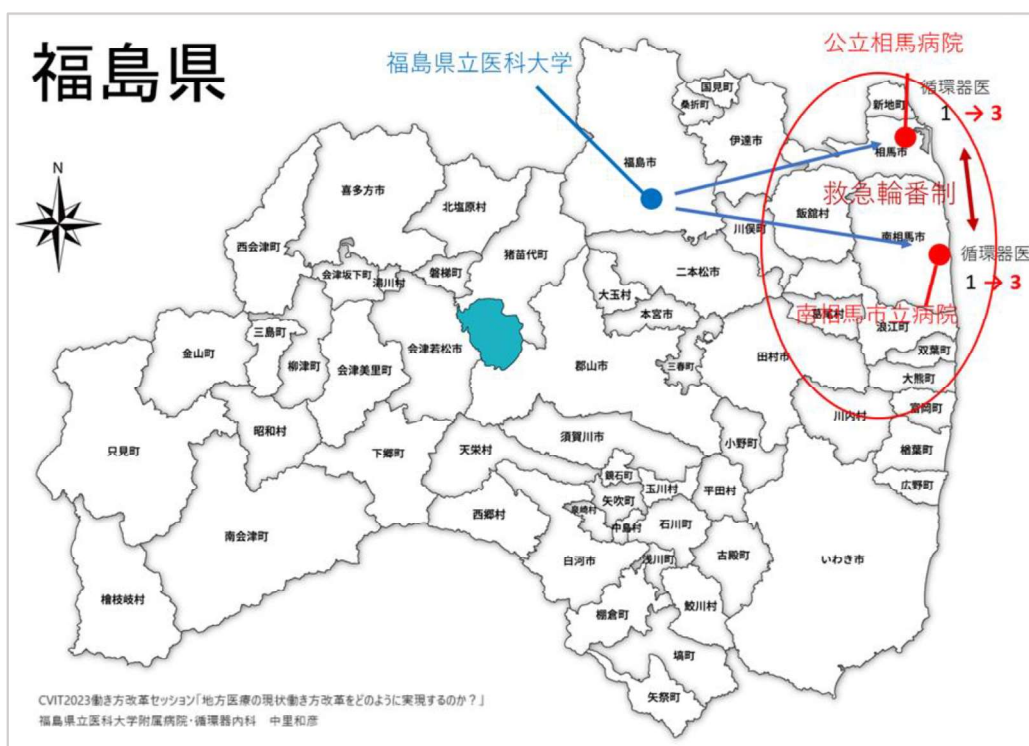 福島県
福島県立医科大学
公立相馬病院
循環器医
1 → 3
国見町
桑折町
新地町
伊達市
相馬市
福島市
喜多方市
北塩原村
飯舘村
救急輪番制
N
川俣町
南相馬市
西会津町
猪苗代町
循環器医
1 → 3
会津坂下町
湯川村
磐梯町
二本松市
大玉村
本宮市
葛尾村
南相馬市立病院
浪江町
三島町
金山町
会津若松市
双葉町
柳津町
会津美里町
郡山市
三春町
田村市
大熊町
川内村
富岡町
昭和村
須賀川市
小野町
只見町
下郷町
天栄村
楢葉町
鏡石町
玉川村
平田村
広野町
矢吹町
泉崎村
西郷村
中島村
石川町
南会津町
白河市
浅川町
古殿町
いわき市
檜枝岐村
棚倉町
鮫川村
塙町
矢祭町
CVIT2023働き方改革セッション「地方医療の現状働き方改革をどのように実現するのか？」
福島県立医科大学附属病院・循環器内科　中里和彦